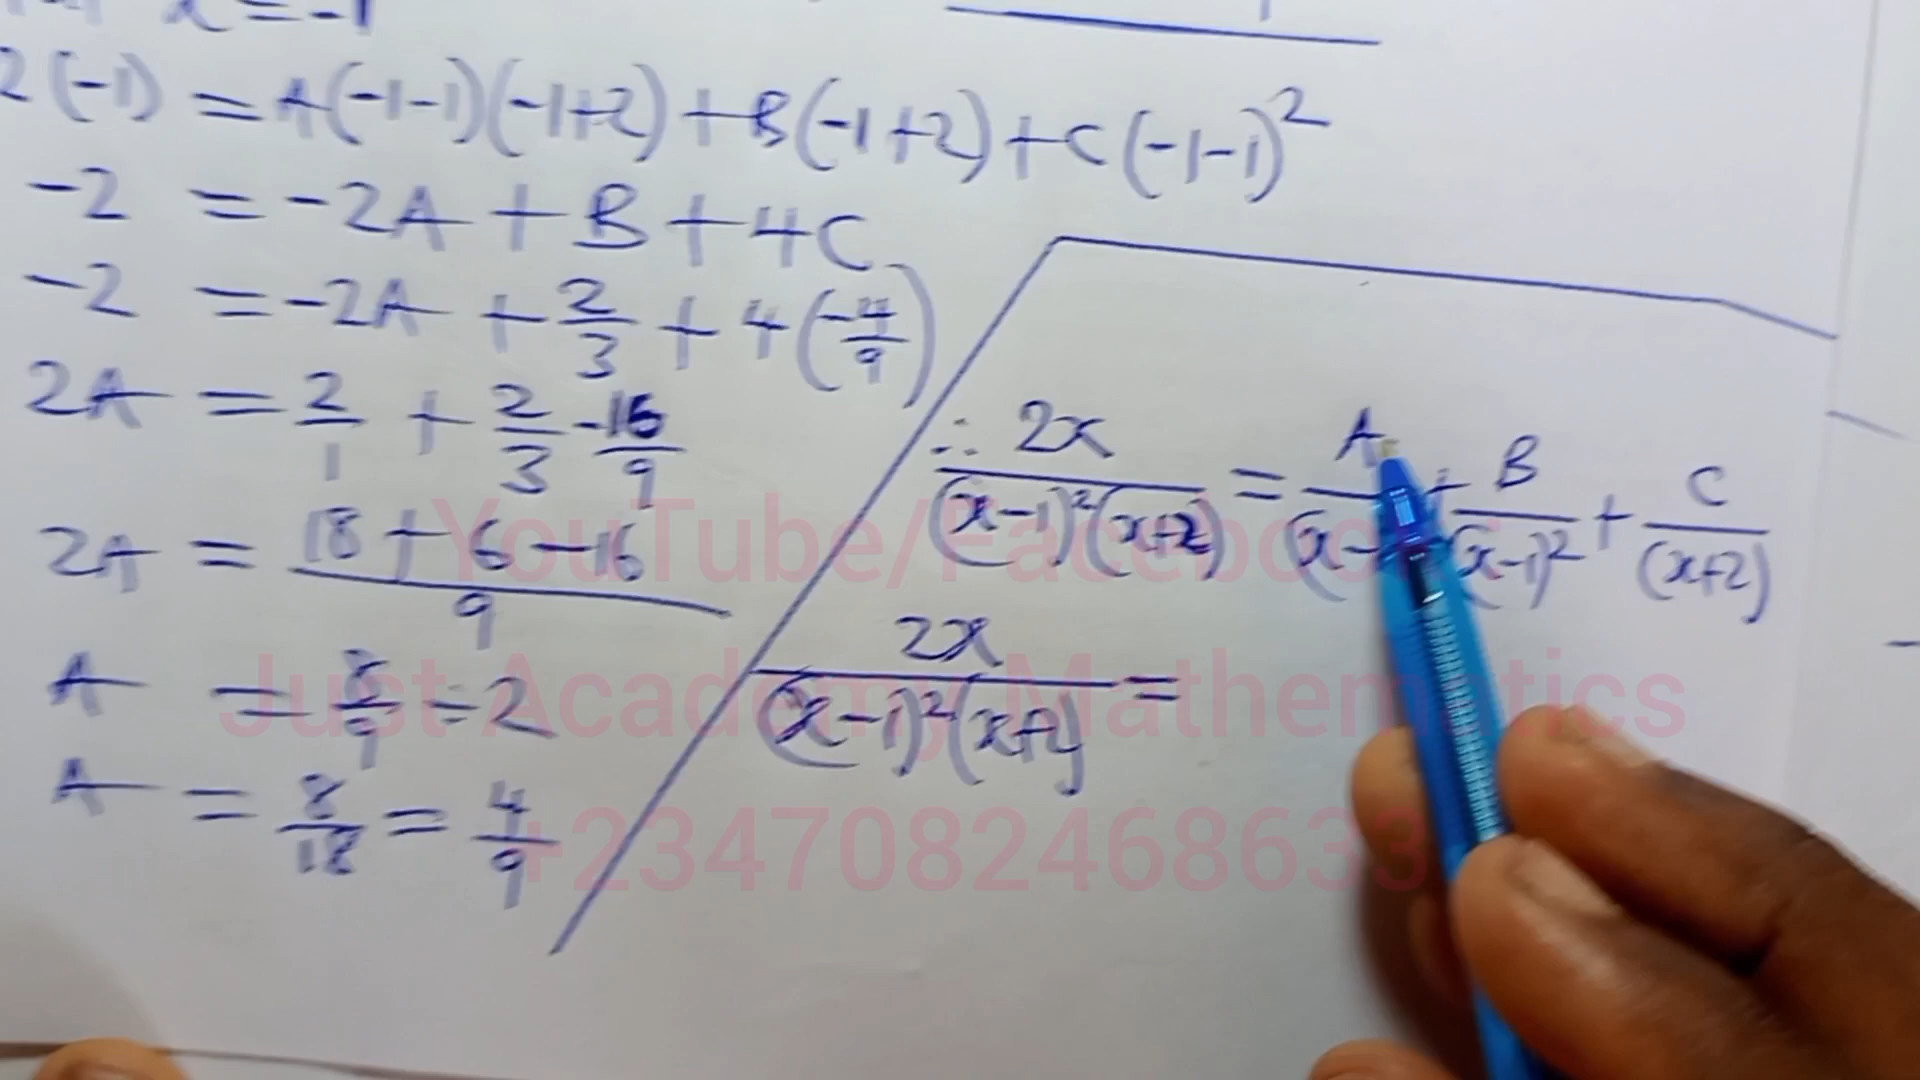 x = -1
2(-1) = A(-1-1)(-1+2) + B(-1+2) + C(-1-1)²
-2 = -2A + B + 4C
-2 = -2A + 2/3 + 4(-4/9)
2A = 2/1 + 2/3 -16/9
2A = 18 + 6 - 16 / 9
A = 8/9 ÷ 2
A = 8/18 = 4/9
∴ 2x / (x-1)²(x+2) = A / (x- + B / (x-1)² + C / (x+2)
2x / (x-1)²(x+2) =
YouTube/Facebook
Just Academy Mathematics
+2347082468633